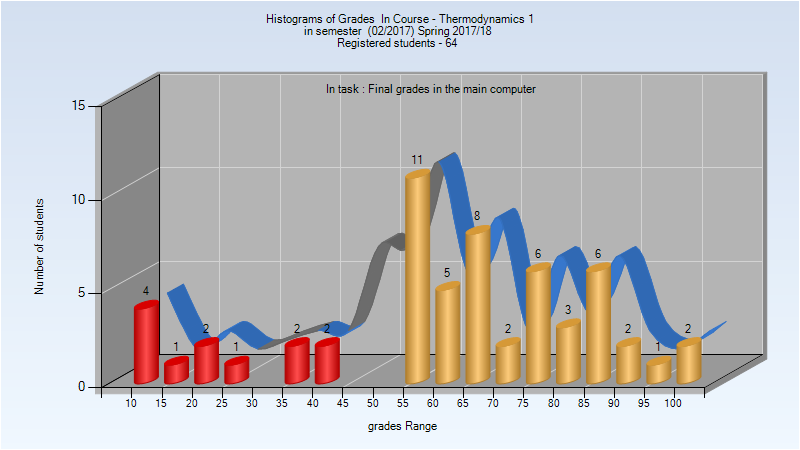 Histograms of Grades  In Course - Thermodynamics 1
in semester  (02/2017) Spring 2017/18
Registered students - 64
In task : Final grades in the main computer
15
10
5
0
Number of students
4
1
2
1
2
2
11
5
8
2
6
3
6
2
1
2
10 15 20 25 30 35 40 45 50 55 60 65 70 75 80 85 90 95 100
grades Range